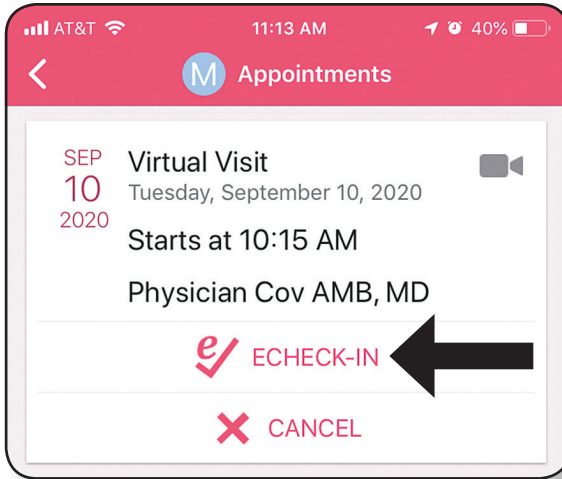 AT&T 11:13 AM 40%
M Appointments
SEP
10
2020
Virtual Visit
Tuesday, September 10, 2020
Starts at 10:15 AM
Physician Cov AMB, MD
e ECHECK-IN
CANCEL